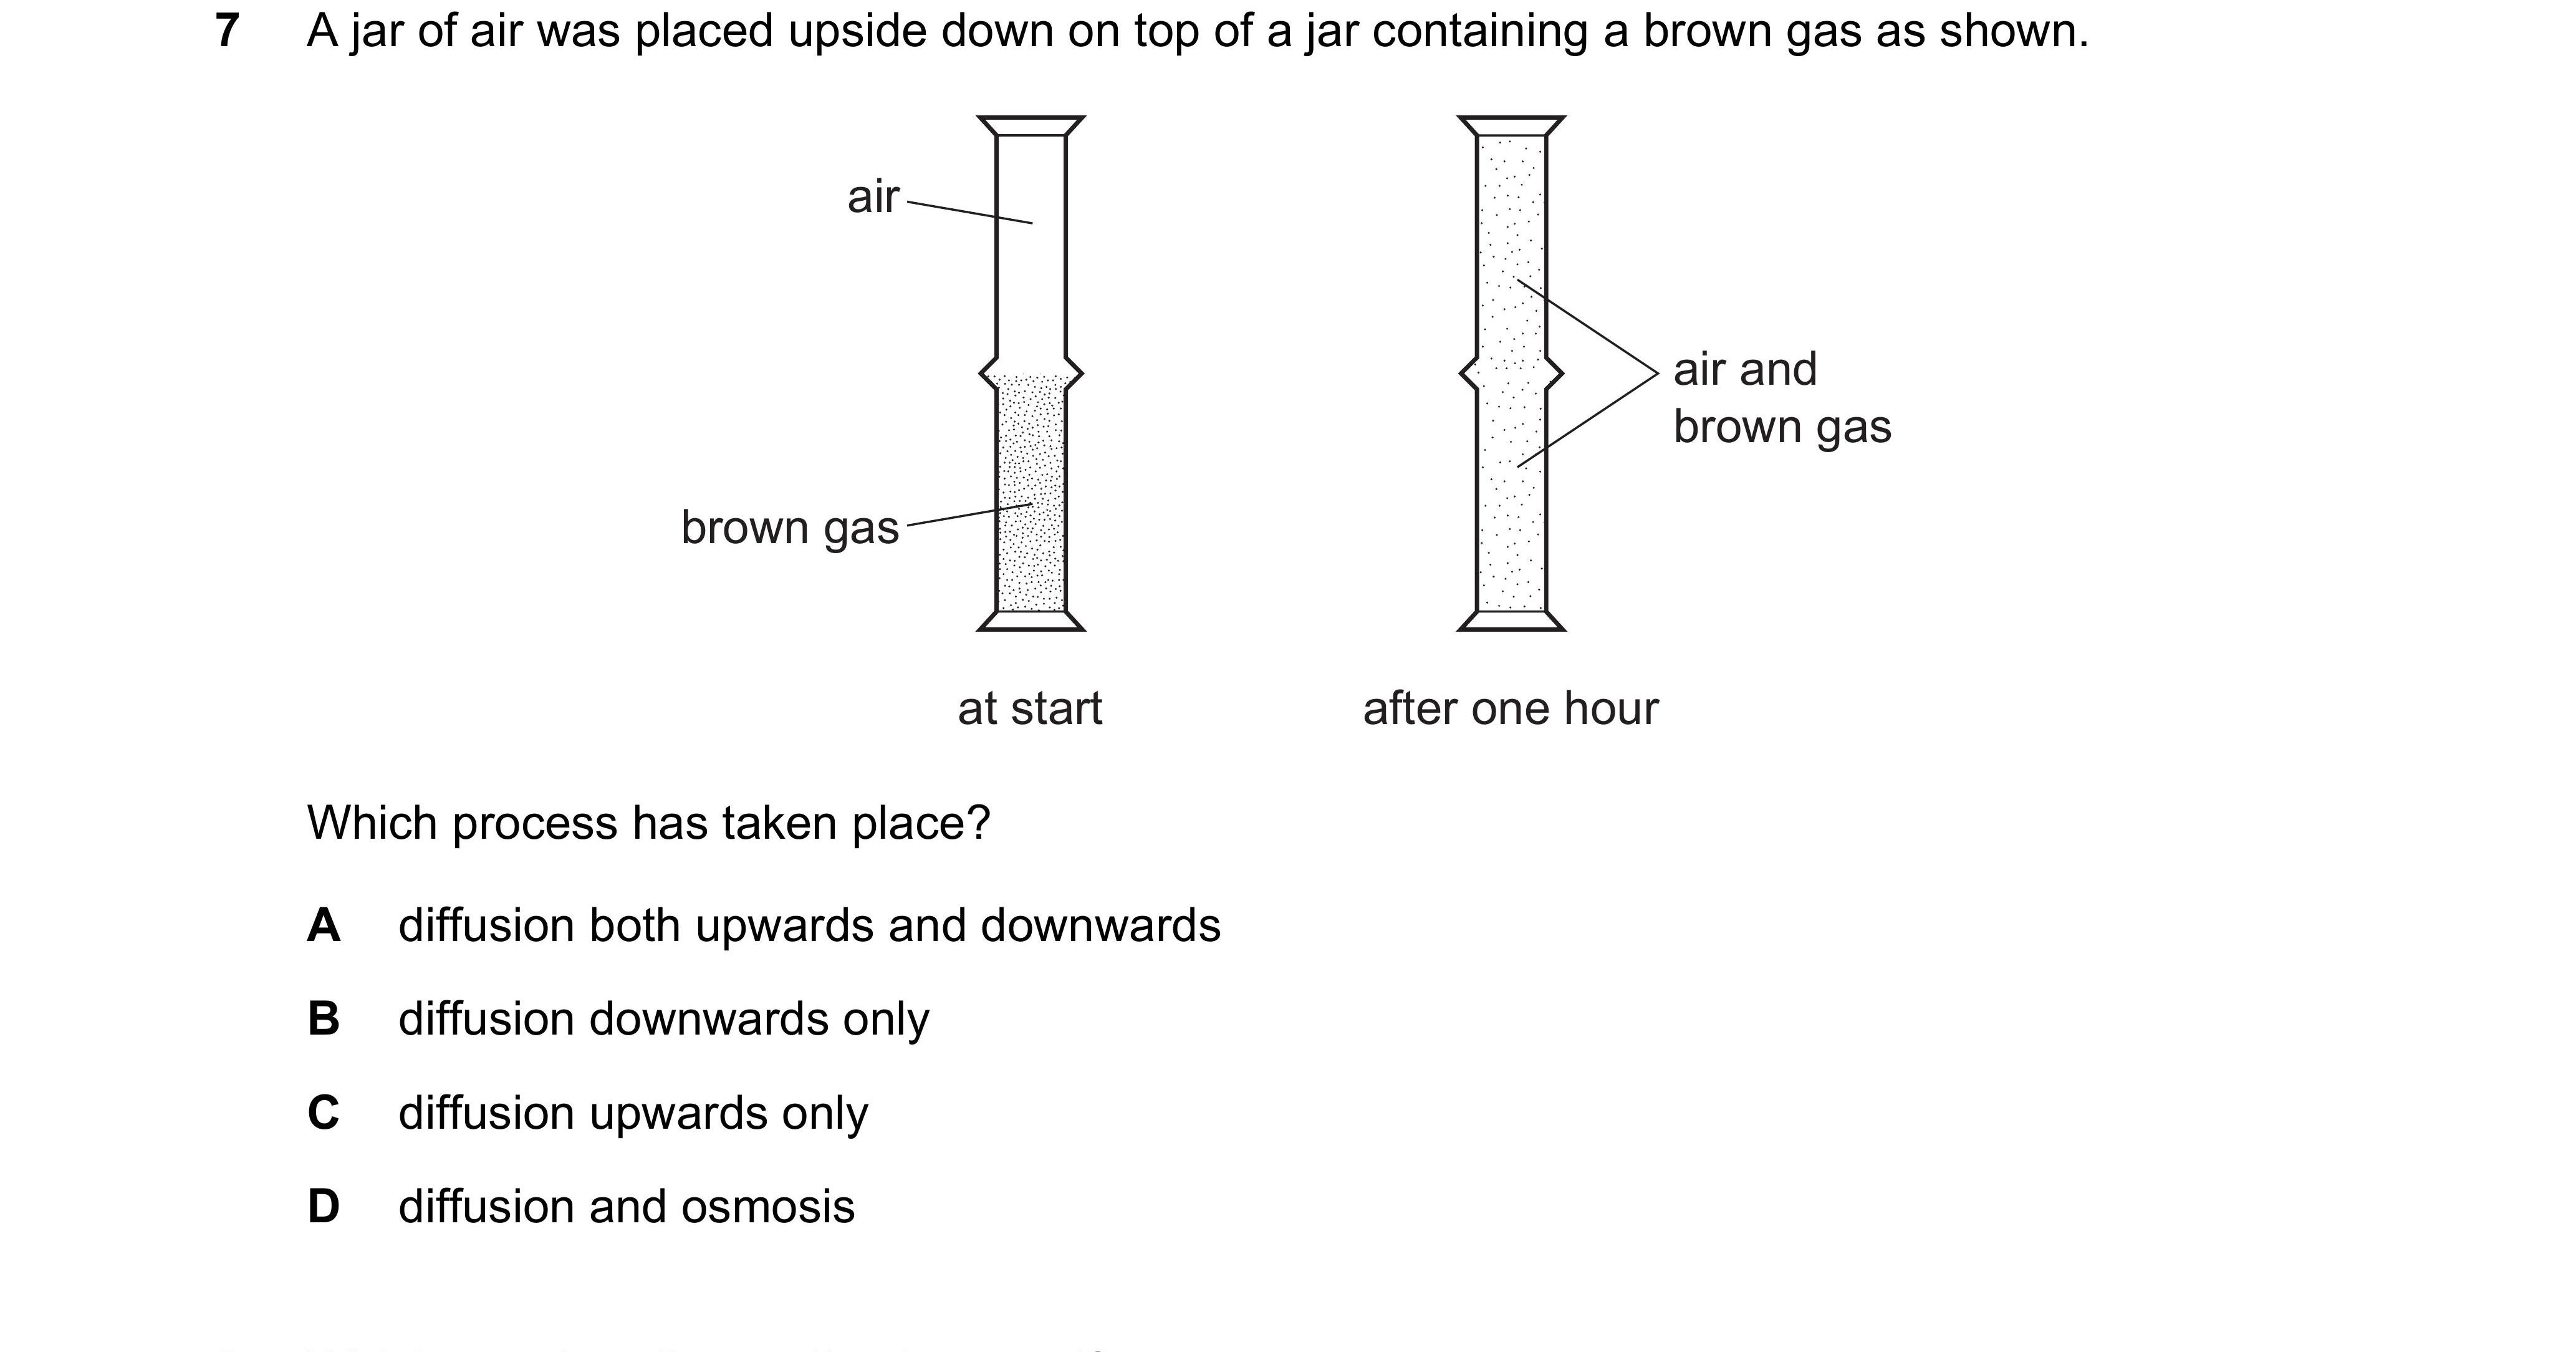 7 A jar of air was placed upside down on top of a jar containing a brown gas as shown.
air
air and
brown gas
brown gas
at start after one hour
Which process has taken place?
A diffusion both upwards and downwards
B diffusion downwards only
C diffusion upwards only
D diffusion and osmosis